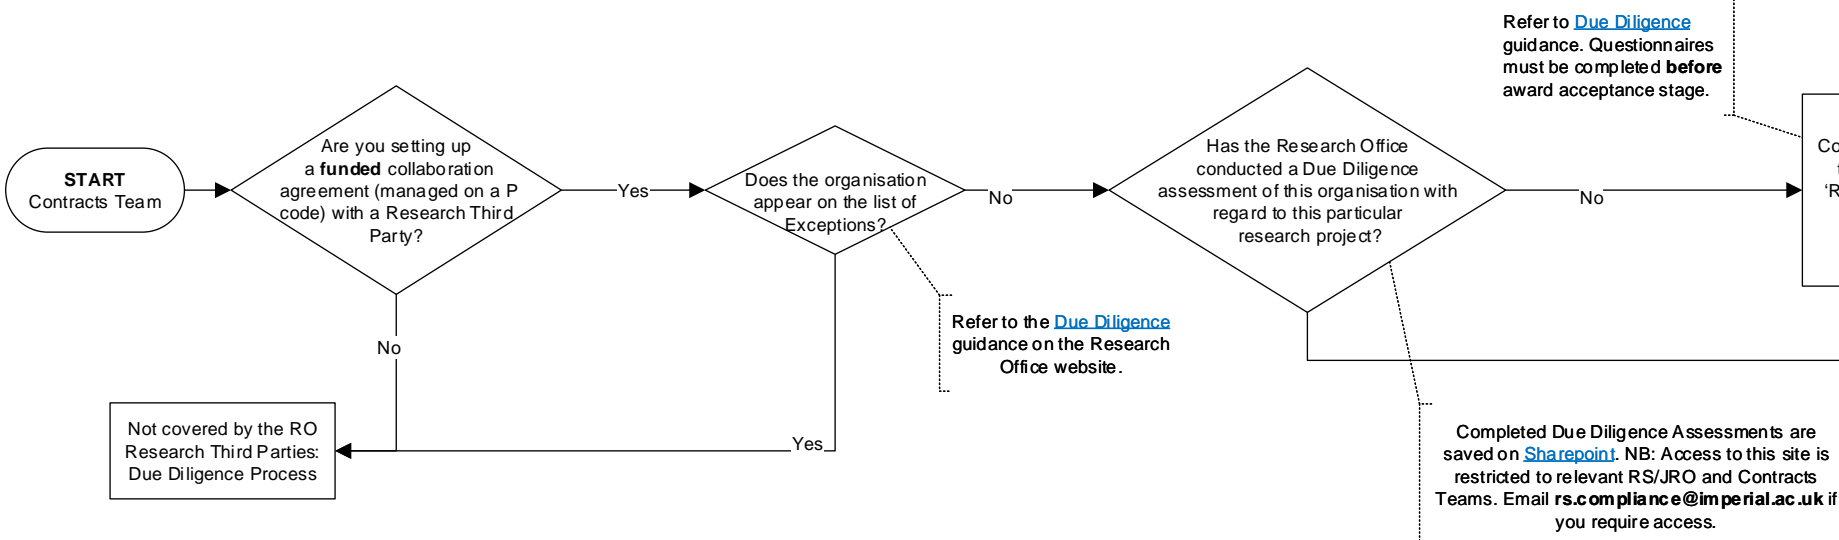 Refer to Due Diligence
guidance. Questionnaires
must be completed before
award acceptance stage.
START
Contracts Team
Are you setting up
a funded collaboration
agreement (managed on a P
code) with a Research Third
Party?
Yes
Does the organisation
appear on the list of
Exceptions?
No
Has the Research Office
conducted a Due Diligence
assessment of this organisation with
regard to this particular
research project?
No
No
Refer to the Due Diligence
guidance on the Research
Office website.
Not covered by the RO
Research Third Parties:
Due Diligence Process
Yes
Completed Due Diligence Assessments are
saved on Sharepoint. NB: Access to this site is
restricted to relevant RS/JRO and Contracts
Teams. Email rs.compliance@imperial.ac.uk if
you require access.